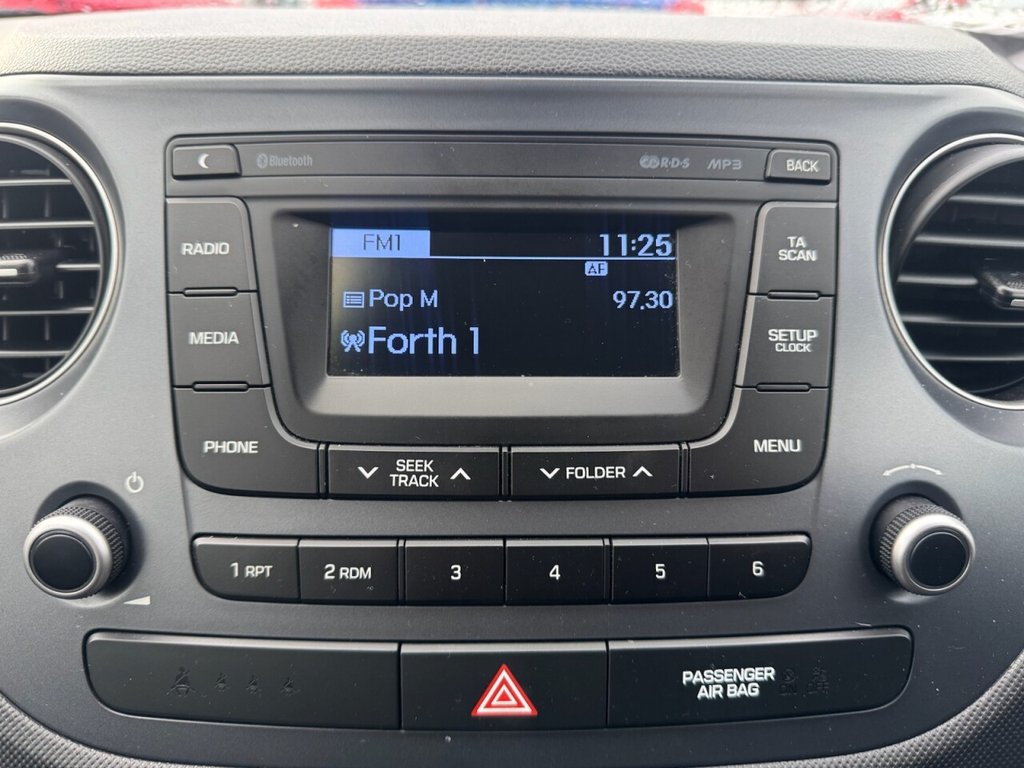 Bluetooth
RDS MP3 BACK
RADIO
FM1 11:25
TA
SCAN
AF
MEDIA
Pop M 97.30
Forth 1
SETUP
CLOCK
PHONE
SEEK
TRACK
FOLDER
MENU
1 RPT 2 RDM 3 4 5 6
PASSENGER
AIR BAG